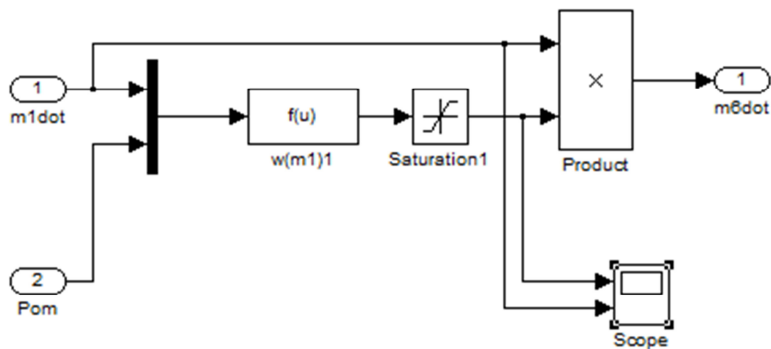 1
m1dot
f(u)
w(m1)1
Saturation1
×
Product
1
m6dot
2
Pom
Scope